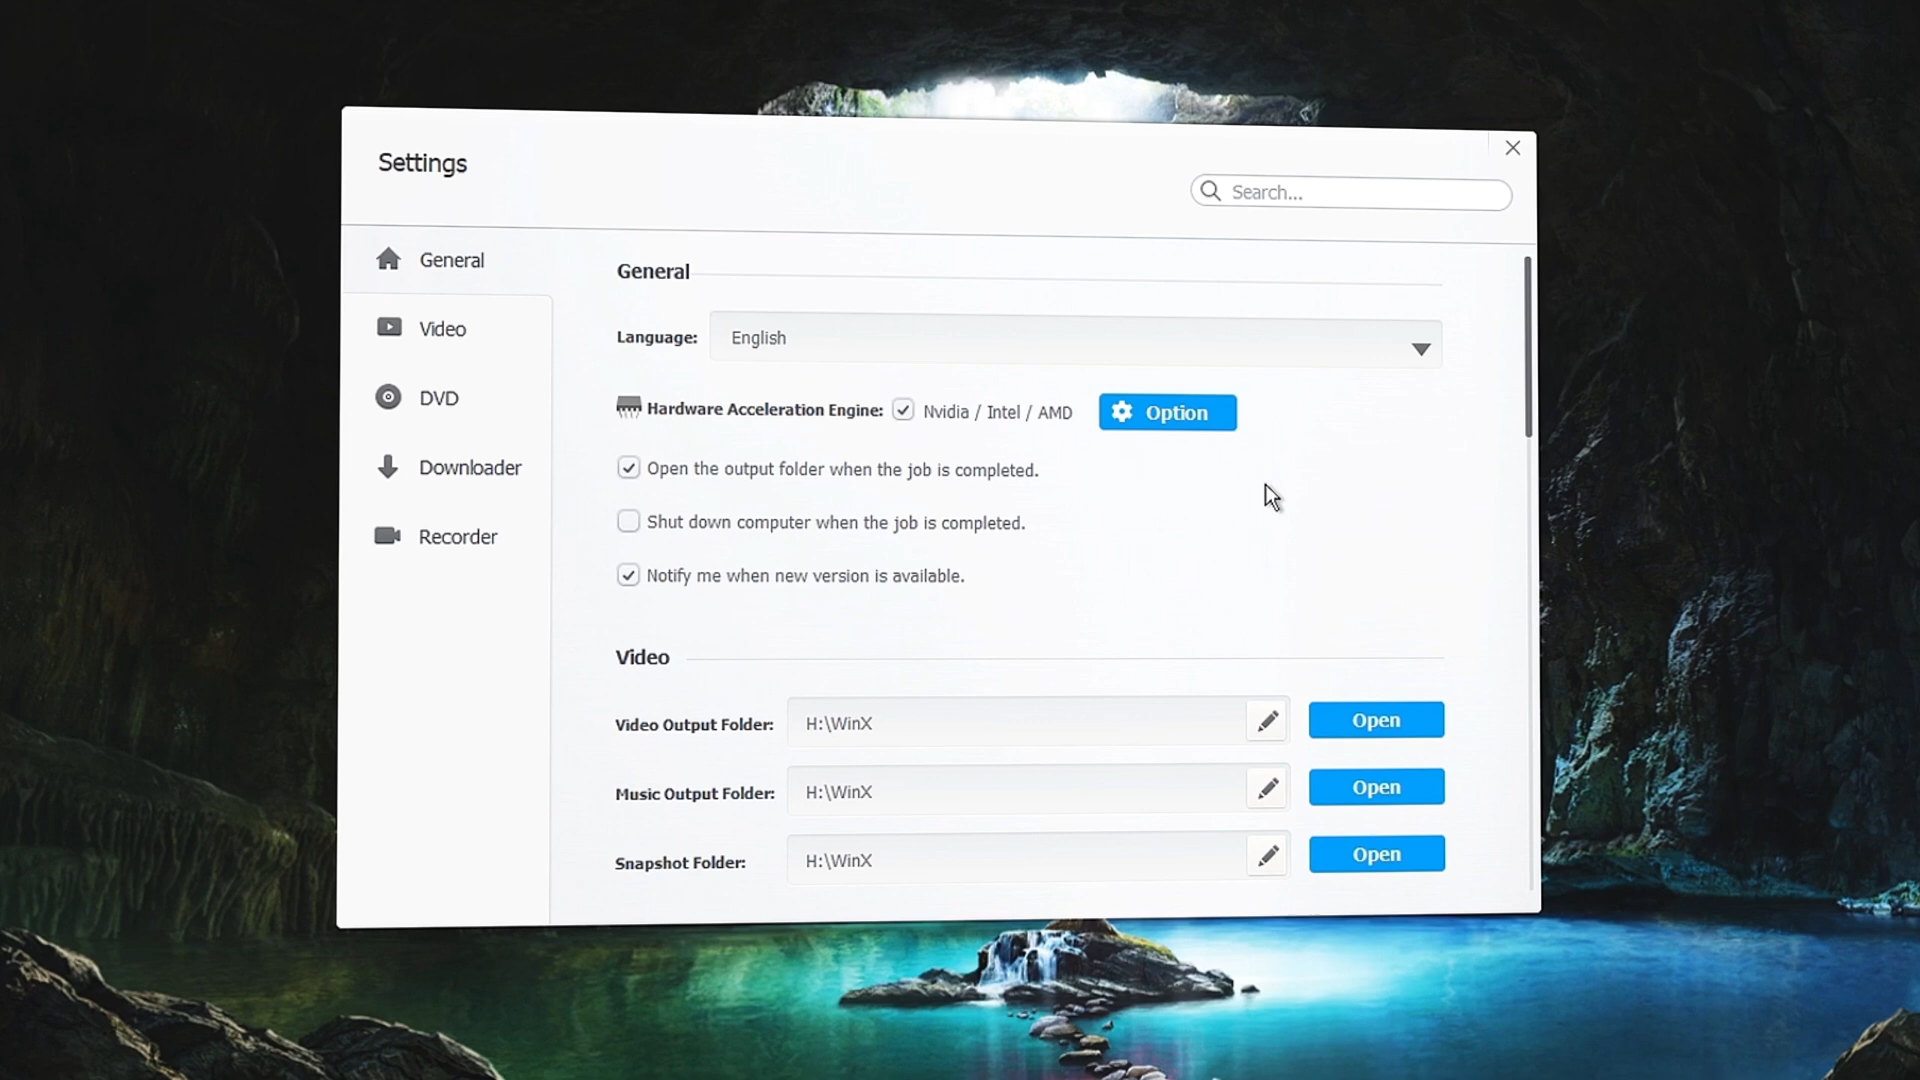 Settings
Search...
General
Video
DVD
Downloader
Recorder
General
Language: English
Hardware Acceleration Engine: Nvidia / Intel / AMD Option
Open the output folder when the job is completed.
Shut down computer when the job is completed.
Notify me when new version is available.
Video
Video Output Folder: H:\WinX Open
Music Output Folder: H:\WinX Open
Snapshot Folder: H:\WinX Open